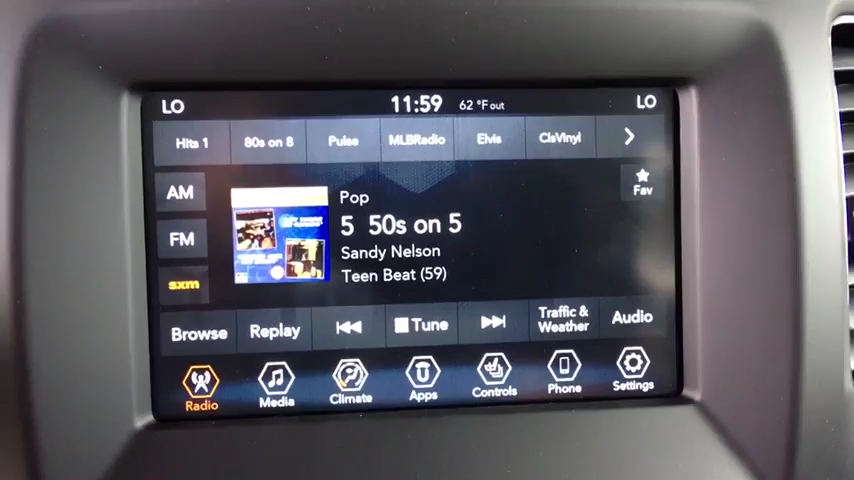 LO 11:59 62 °F out LO
Hits 1 80s on 8 Pulse MLBRadio Elvis ClsVinyl
AM
FM
sxm
Pop
5 50s on 5
Sandy Nelson
Teen Beat (59)
Fav
Browse Replay Tune Traffic & Weather Audio
Radio Media Climate Apps Controls Phone Settings